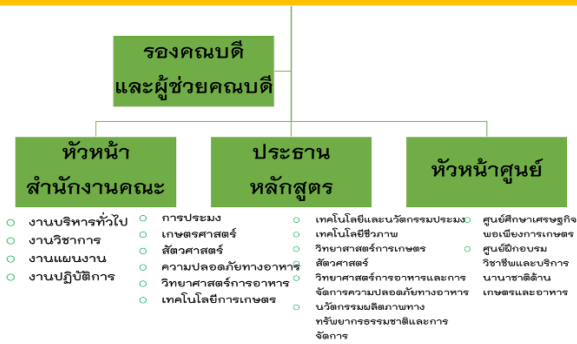 รองคณบดี
และผู้ช่วยคณบดี
หัวหน้า
สำนักงานคณะ
ประธาน
หลักสูตร
หัวหน้าศูนย์
งานบริหารทั่วไป
งานวิชาการ
งานแผนงาน
งานปฏิบัติการ
การประมง
เกษตรศาสตร์
สัตวศาสตร์
ความปลอดภัยทางอาหาร
วิทยาศาสตร์การอาหาร
เทคโนโลยีการเกษตร
เทคโนโลยีและนวัตกรรมประมง
เทคโนโลยีชีวภาพ
วิทยาสาสตร์การเกษตร
สัตวศาสตร์
วิทยาศาสตร์การอาหารและการ
จัดการความปลอดภัยทางอาหาร
นวัตกรรมผลิตภาพทาง
ทรัพยากรธรรมชาติและการ
จัดการ
ศูนย์ศึกษาเศรษฐกิจ
พอเพียงการเกษตร
ศูนย์ฝึกอบรม
วิชาชีพและบริการ
นานาชาติด้าน
เกษตรและอาหาร